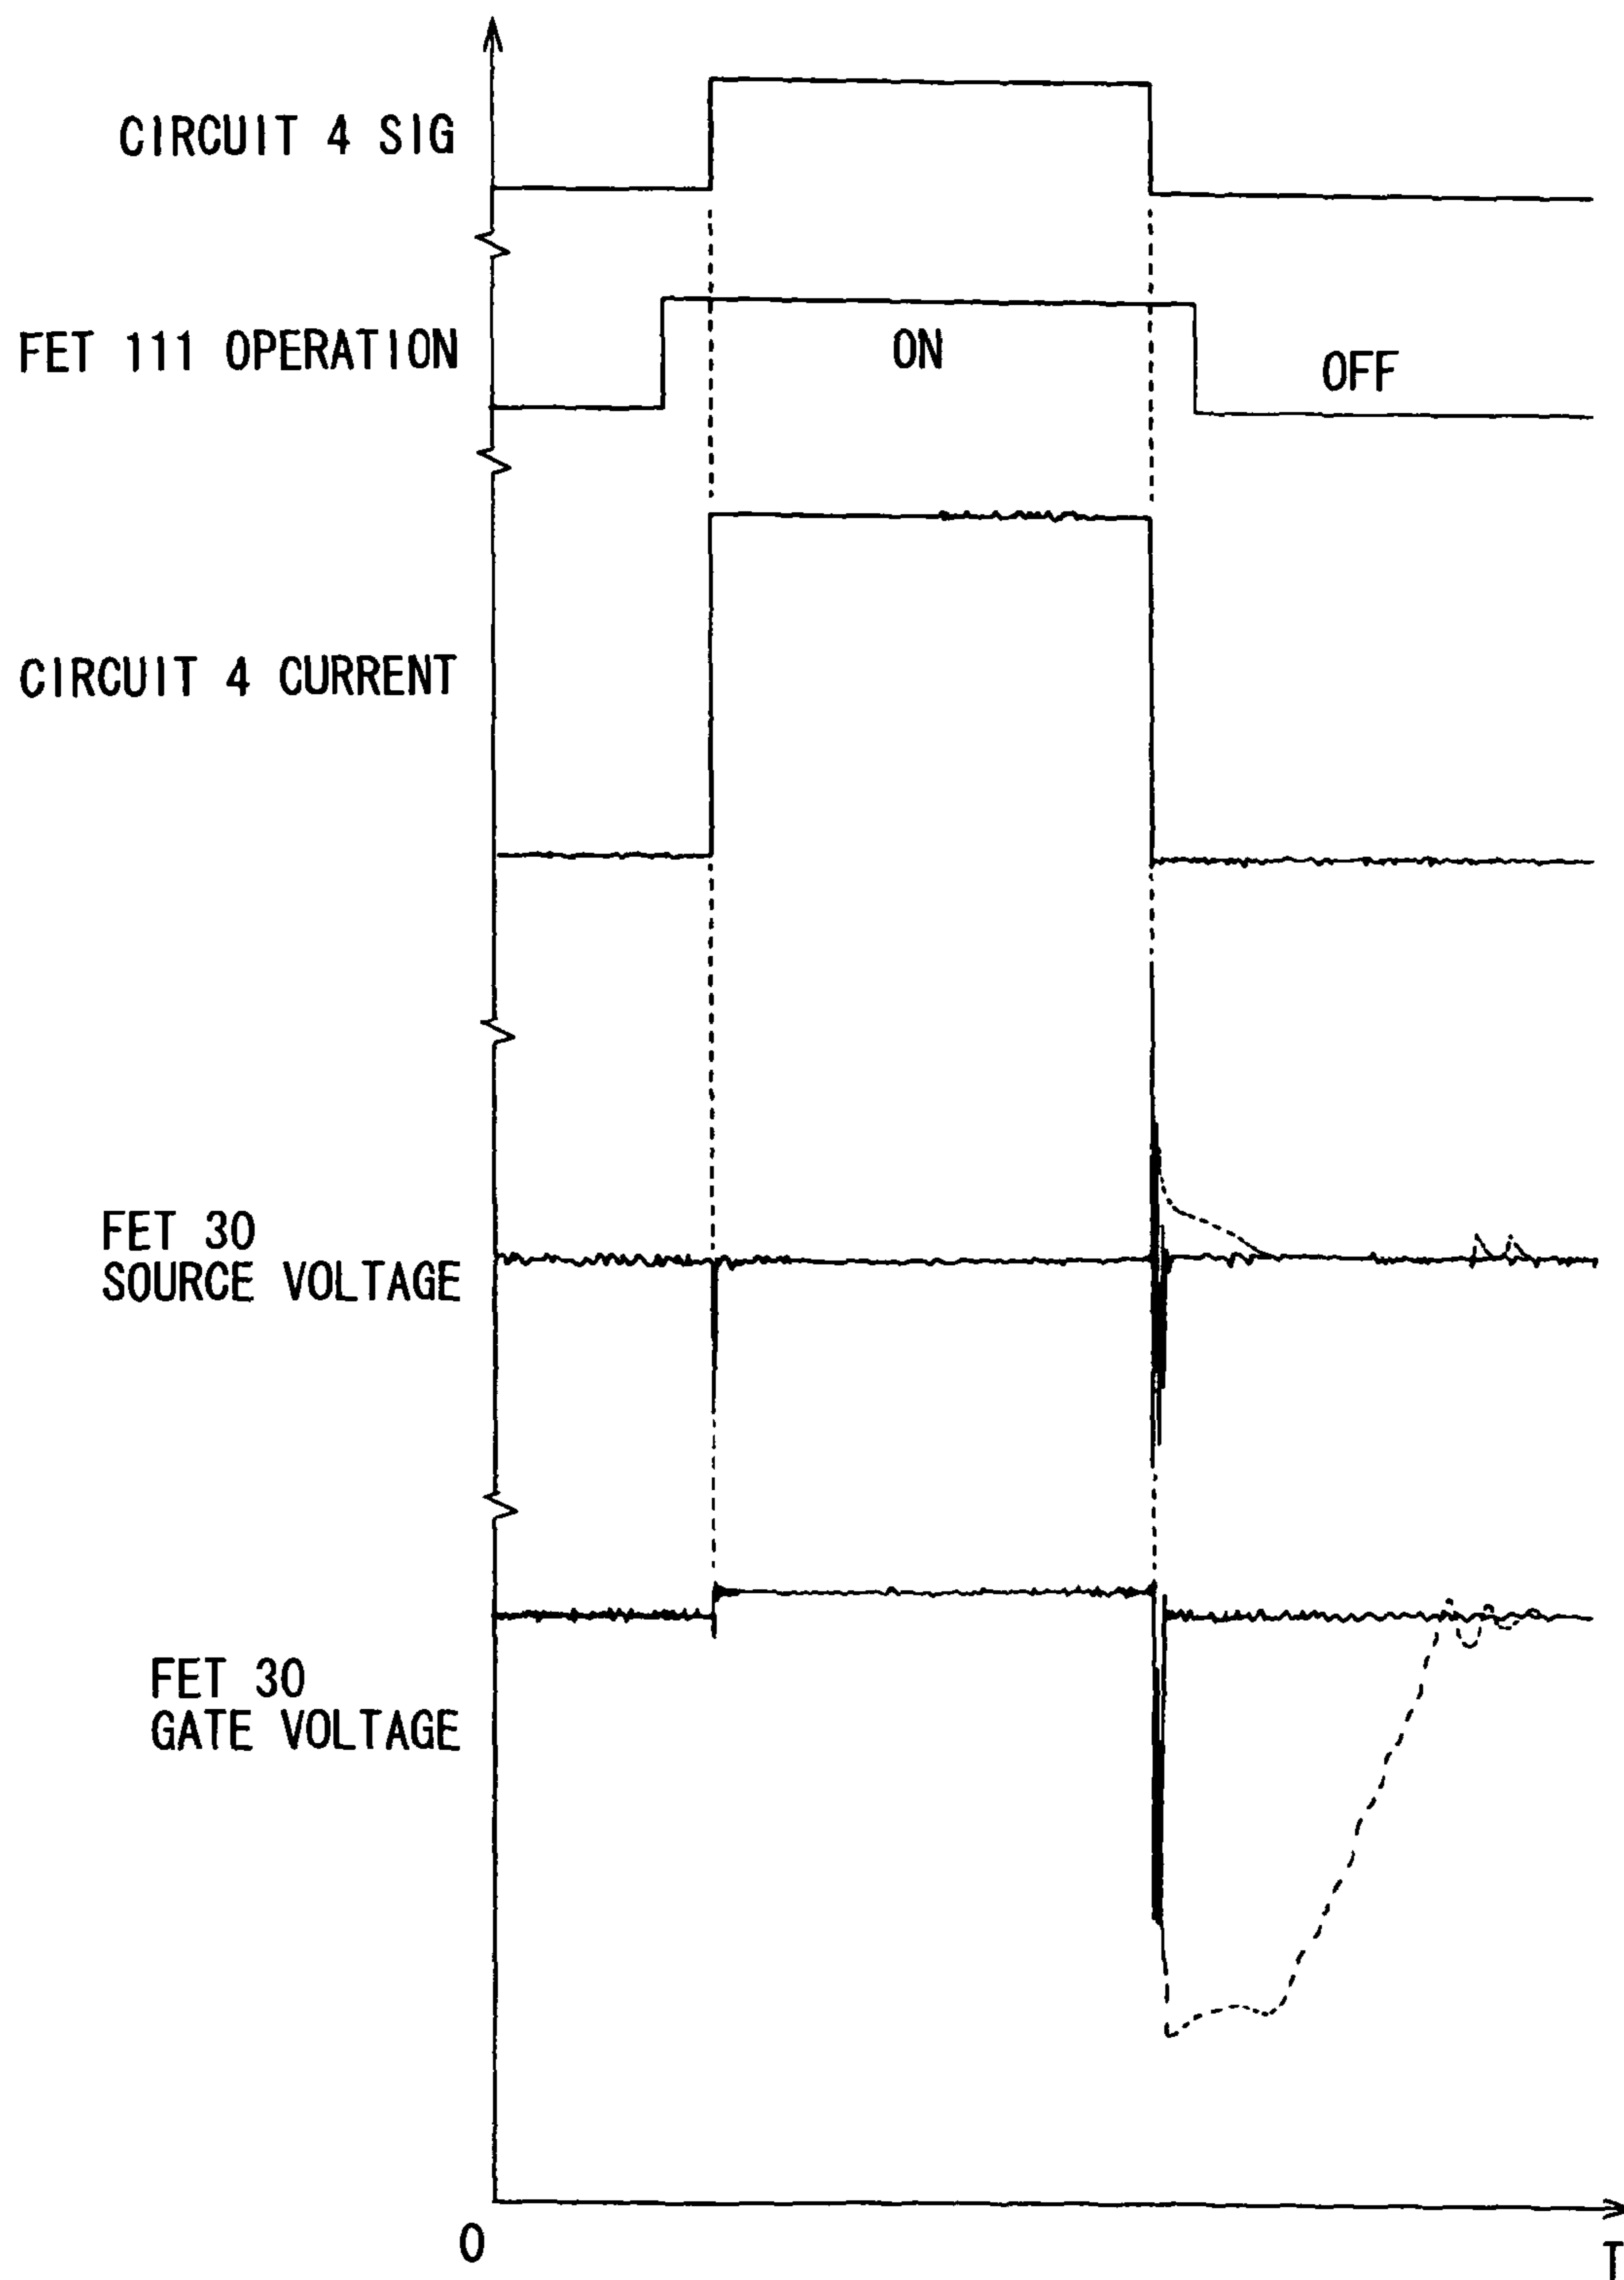 CIRCUIT 4 SIG
FET 111 OPERATION
ON
OFF
CIRCUIT 4 CURRENT
FET 30
SOURCE VOLTAGE
FET 30
GATE VOLTAGE
0
T